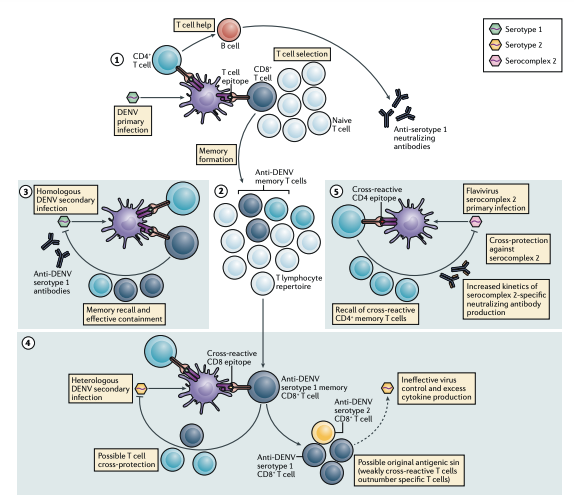 T cell help
B cell
Serotype 1
Serotype 2
Serocomplex 2
1
CD4⁺
T cell
T cell
epitope
CD8⁺
T cell
T cell selection
DENV
primary
infection
Naive
T cell
Anti-serotype 1
neutralizing
antibodies
Memory
formation
3
Homologous
DENV secondary
infection
Anti-DENV
serotype 1
antibodies
Memory recall and
effective containment
2
Anti-DENV
memory T cells
T lymphocyte
repertoire
5
Cross-reactive
CD4 epitope
Flavivirus
serocomplex 2
primary infection
Cross-protection
against
serocomplex 2
Recall of cross-reactive
CD4⁺ memory T cells
Increased kinetics of
serocomplex 2-specific
neutralizing antibody
production
4
Cross-reactive
CD8 epitope
Heterologous
DENV secondary
infection
Anti-DENV
serotype 1 memory
CD8⁺ T cell
Ineffective virus
control and excess
cytokine production
Anti-DENV
serotype 2
CD8⁺ T cell
Possible T cell
cross-protection
Anti-DENV
serotype 1
CD8⁺ T cell
Possible original antigenic sin
(weakly cross-reactive T cells
outnumber specific T cells)